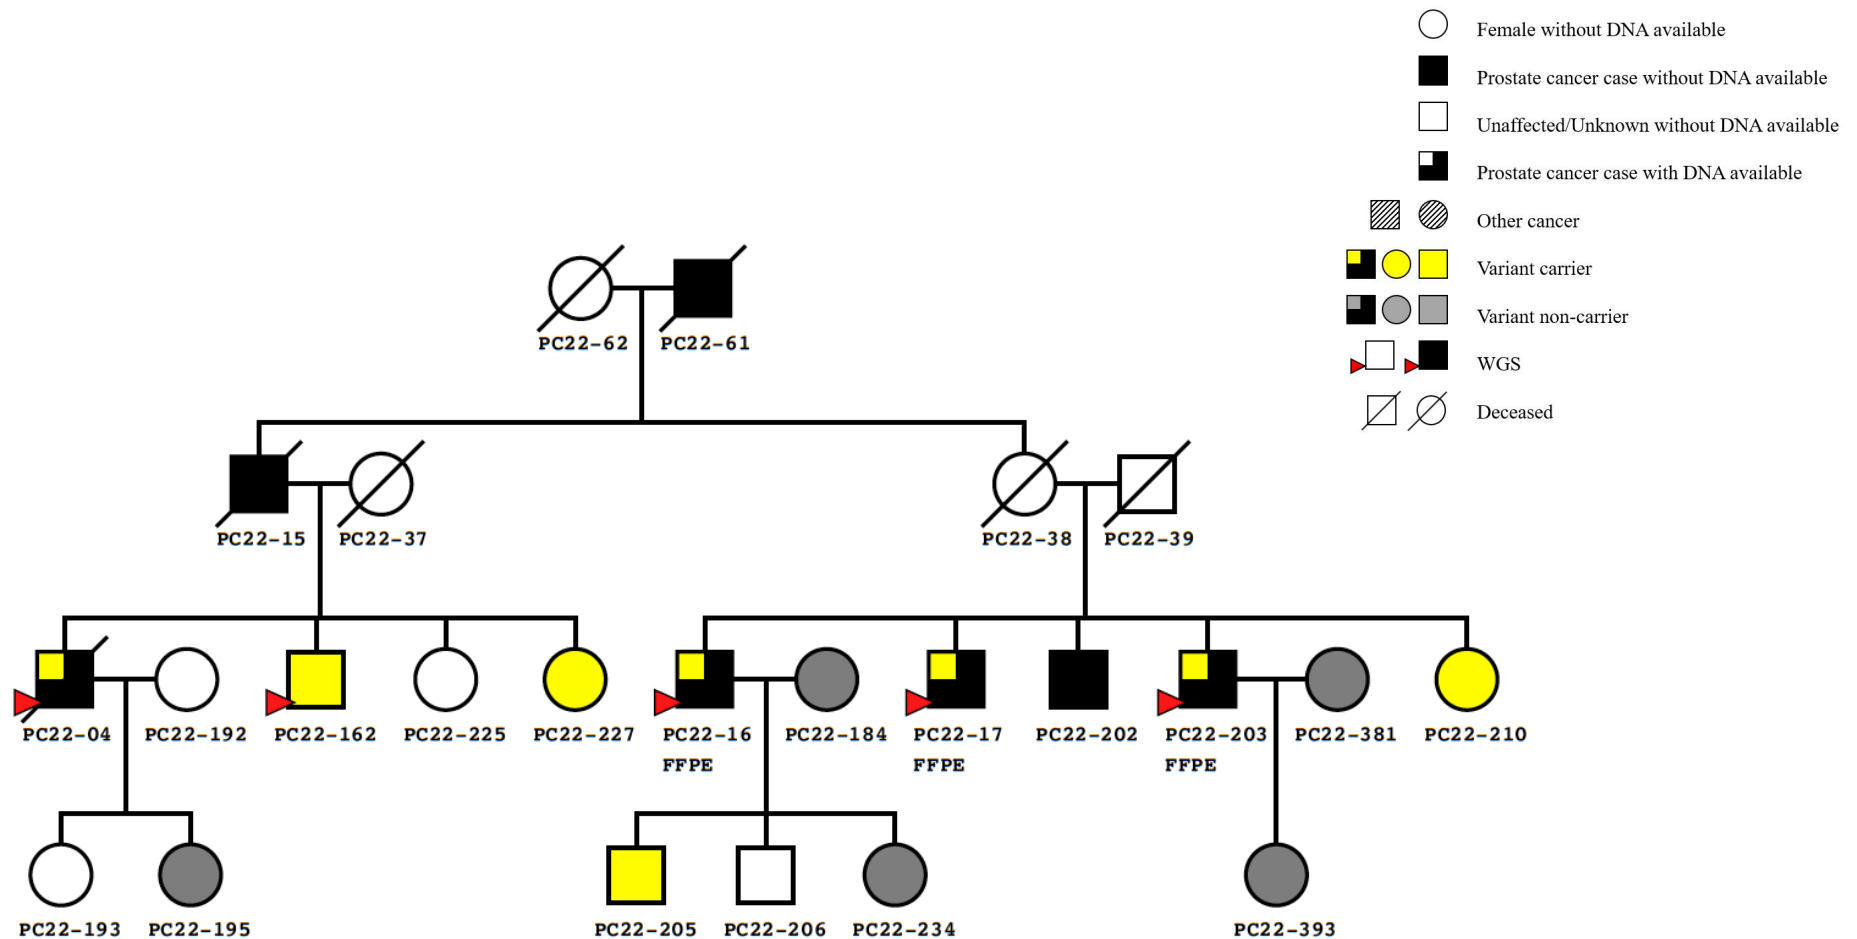 Female without DNA available
Prostate cancer case without DNA available
Unaffected/Unknown without DNA available
Prostate cancer case with DNA available
Other cancer
Variant carrier
Variant non-carrier
WGS
Deceased
PC22-62 PC22-61
PC22-15 PC22-37 PC22-38 PC22-39
PC22-04 PC22-192 PC22-162 PC22-225 PC22-227 PC22-16 PC22-184 PC22-17 PC22-202 PC22-203 PC22-381 PC22-210
FFPE FFPE FFPE
PC22-193 PC22-195 PC22-205 PC22-206 PC22-234 PC22-393